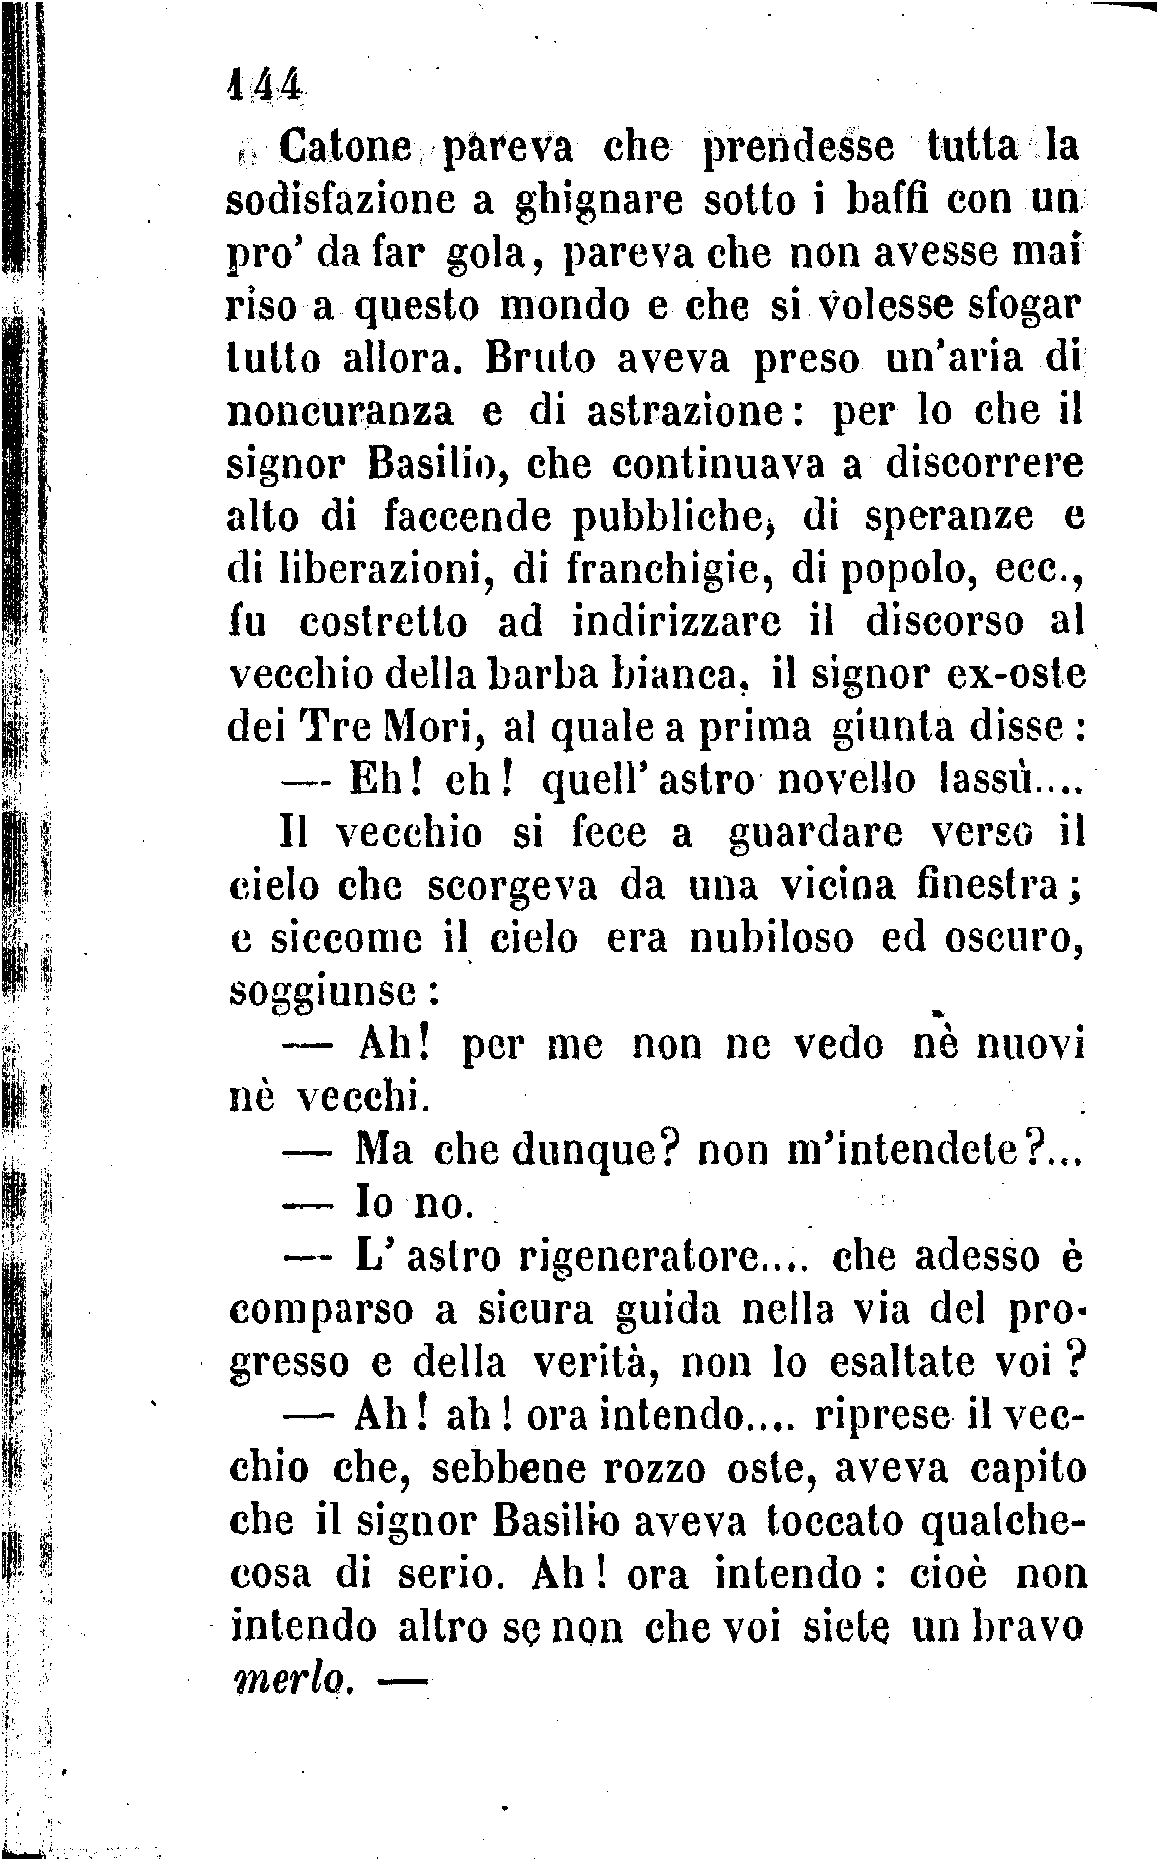 144
Catone pareva che prendesse tutta la
sodisfazione a ghignare sotto i baffi con un
pro' da far gola, pareva che non avesse mai
riso a questo mondo e che si volesse sfogar
tutto allora. Bruto aveva preso un'aria di
noncuranza e di astrazione: per lo che il
signor Basilio, che continuava a discorrere
alto di faccende pubbliche, di speranze e
di liberazioni, di franchigie, di popolo, ecc.,
fu costretto ad indirizzare il discorso al
vecchio della barba bianca, il signor ex-oste
dei Tre Mori, al quale a prima giunta disse:
— Eh! eh! quell'astro novello lassù....
Il vecchio si fece a guardare verso il
cielo che scorgeva da una vicina finestra;
e siccome il cielo era nubiloso ed oscuro,
soggiunse:
— Ah! per me non ne vedo nè nuovi
nè vecchi.
— Ma che dunque? non m'intendete?...
— Io no.
— L'astro rigeneratore.... che adesso è
comparso a sicura guida nella via del pro-
gresso e della verità, non lo esaltate voi?
— Ah! ah! ora intendo.... riprese il vec-
chio che, sebbene rozzo oste, aveva capito
che il signor Basilio aveva toccato qualche-
cosa di serio. Ah! ora intendo: cioè non
intendo altro se non che voi siete un bravo
merlo. —